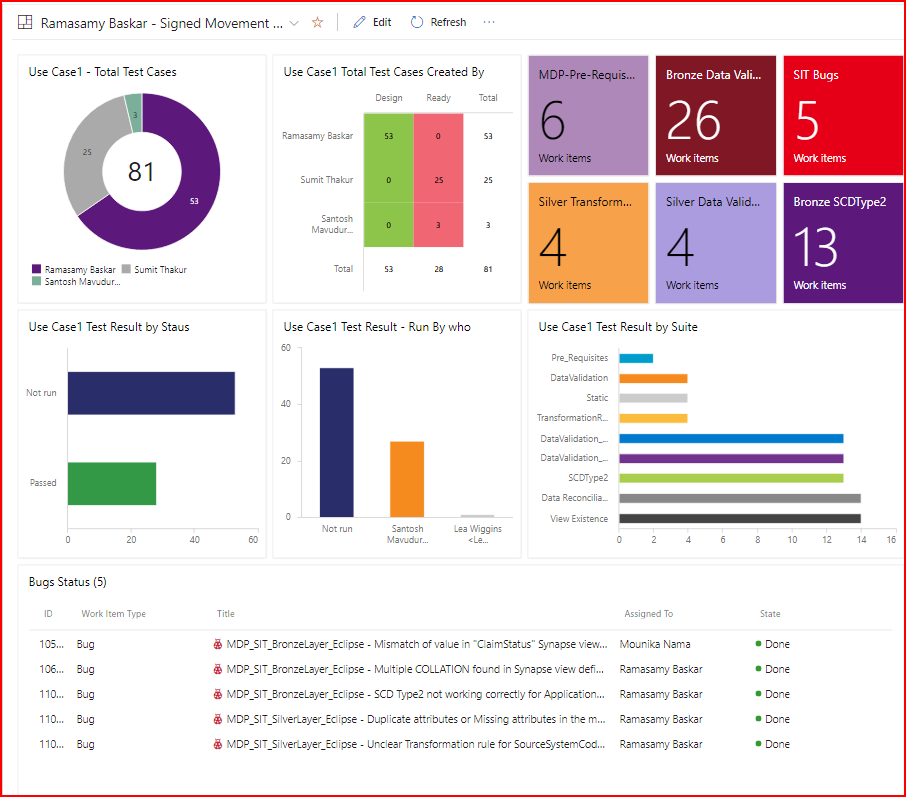 Ramasamy Baskar - Signed Movement ...
Edit
Refresh
Use Case1 - Total Test Cases
3
25
81
53
Ramasamy Baskar
Sumit Thakur
Santosh Mavudur...
Use Case1 Total Test Cases Created By
Design Ready Total
Ramasamy Baskar 53 0 53
Sumit Thakur 0 25 25
Santosh
Mavudur... 0 3 3
Total 53 28 81
MDP-Pre-Requis...
6
Work items
Bronze Data Vali...
26
Work items
SIT Bugs
5
Work items
Silver Transform...
4
Work items
Silver Data Valid...
4
Work items
Bronze SCDType2
13
Work items
Use Case1 Test Result by Staus
Not run
Passed
0 20 40 60
Use Case1 Test Result - Run By who
60
40
20
0
Not run
Santosh
Mavudur...
Lea Wiggins
<Le...
Use Case1 Test Result by Suite
Pre_Requisites
DataValidation
Static
TransformationR...
DataValidation_...
DataValidation_...
SCDType2
Data Reconcilia...
View Existence
0 2 4 6 8 10 12 14 16
Bugs Status (5)
ID Work Item Type Title Assigned To State
105... Bug MDP_SIT_BronzeLayer_Eclipse - Mismatch of value in "ClaimStatus" Synapse view... Mounika Nama Done
106... Bug MDP_SIT_BronzeLayer_Eclipse - Multiple COLLATION found in Synapse view defi... Ramasamy Baskar Done
110... Bug MDP_SIT_BronzeLayer_Eclipse - SCD Type2 not working correctly for Application... Ramasamy Baskar Done
110... Bug MDP_SIT_SilverLayer_Eclipse - Duplicate attributes or Missing attributes in the m... Ramasamy Baskar Done
110... Bug MDP_SIT_SilverLayer_Eclipse - Unclear Transformation rule for SourceSystemCod... Ramasamy Baskar Done